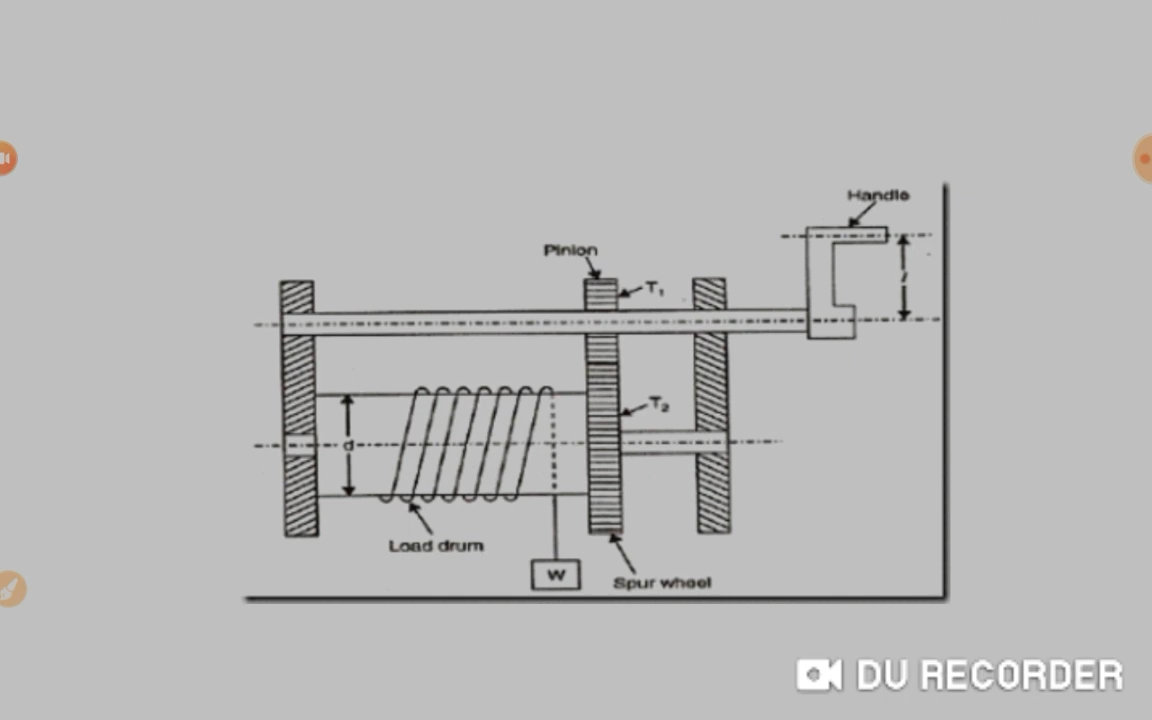 Handle
Pinion
T₁
l
T₂
d
Load drum
W
Spur wheel
DU RECORDER